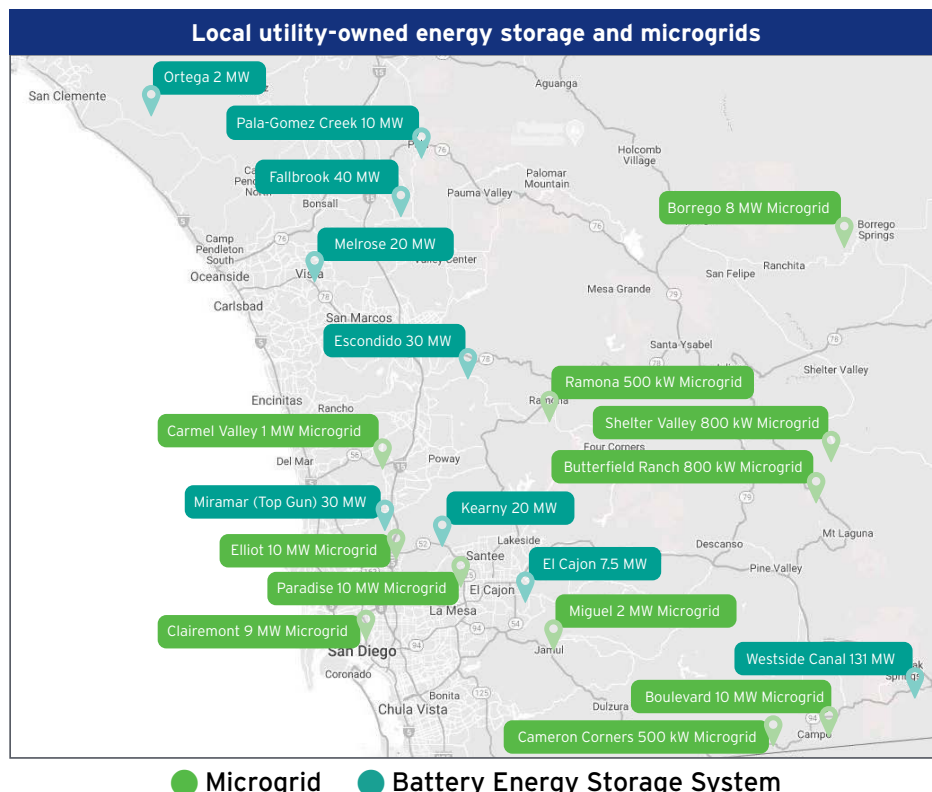 Local utility-owned energy storage and microgrids
Ortega 2 MW
San Clemente
Aguanga
Pala-Gomez Creek 10 MW
Holcomb
Village
Palomar
Mountain
Fallbrook 40 MW
Pauma Valley
Bonsall
Borrego 8 MW Microgrid
Borrego
Springs
Camp
Pendleton
South
Melrose 20 MW
Valley Center
Ranchita
San Felipe
Oceanside
Vista
Mesa Grande
Carlsbad
San Marcos
Escondido 30 MW
Santa Ysabel
Shelter Valley
Ramona 500 kW Microgrid
Encinitas
Rancho
Ramona
Shelter Valley 800 kW Microgrid
Carmel Valley 1 MW Microgrid
Four Corners
Del Mar
Poway
Butterfield Ranch 800 kW Microgrid
Miramar (Top Gun) 30 MW
Kearny 20 MW
Mt Laguna
Elliot 10 MW Microgrid
Lakeside
Descanso
Santee
El Cajon 7.5 MW
Pine Valley
Paradise 10 MW Microgrid
El Cajon
La Mesa
Miguel 2 MW Microgrid
Clairemont 9 MW Microgrid
San Diego
Jamul
Westside Canal 131 MW
Coronado
Springs
Bonita
Boulevard 10 MW Microgrid
Chula Vista
Dulzura
Campo
Cameron Corners 500 kW Microgrid
Microgrid
Battery Energy Storage System